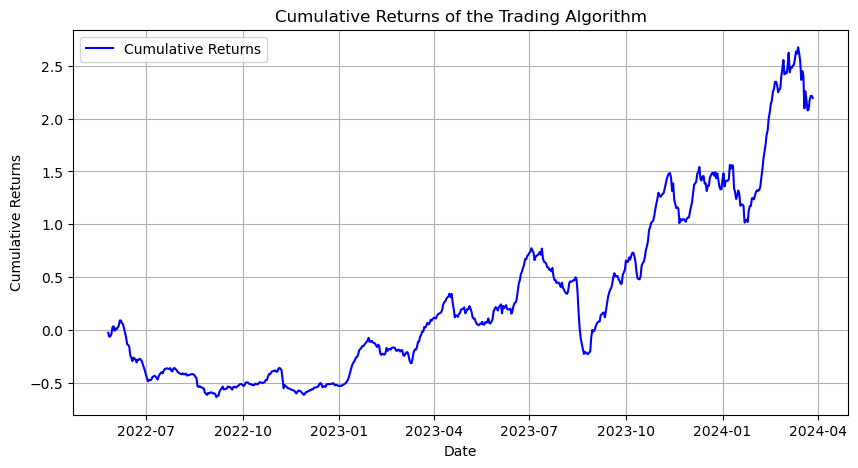 Cumulative Returns of the Trading Algorithm
Cumulative Returns
2.5
2.0
1.5
1.0
0.5
0.0
−0.5
Cumulative Returns
2022-07 2022-10 2023-01 2023-04 2023-07 2023-10 2024-01 2024-04
Date